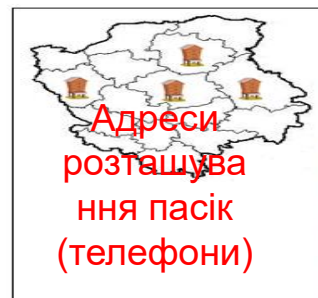 Адреси
розташува
ння пасік
(телефони)